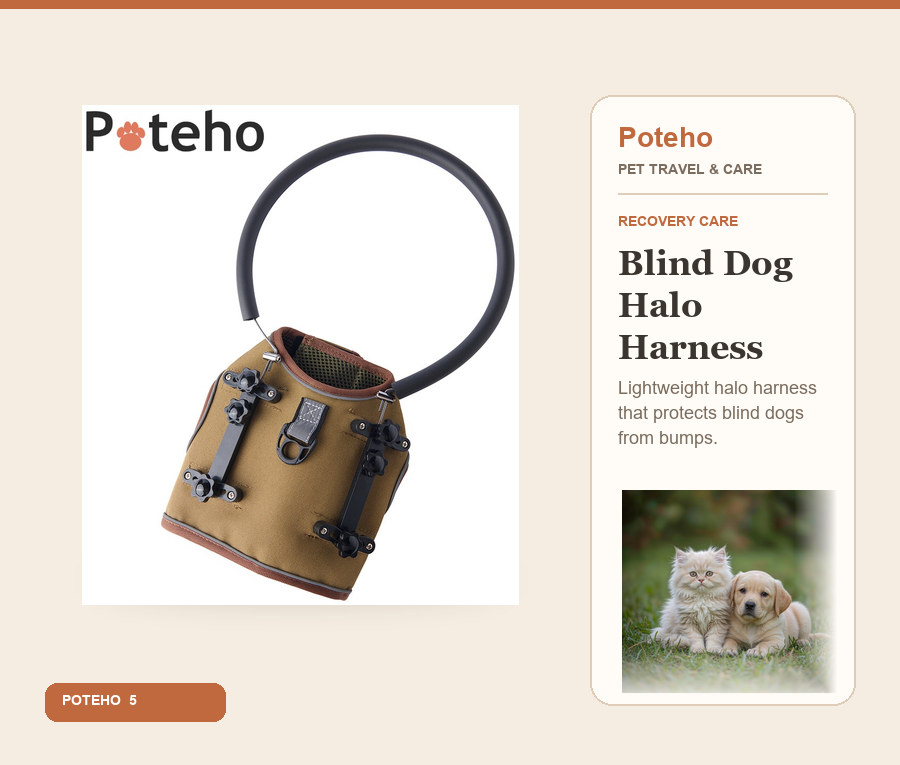 Poteho
Poteho
PET TRAVEL & CARE
RECOVERY CARE
Blind Dog
Halo
Harness
Lightweight halo harness
that protects blind dogs
from bumps.
POTEHO 5